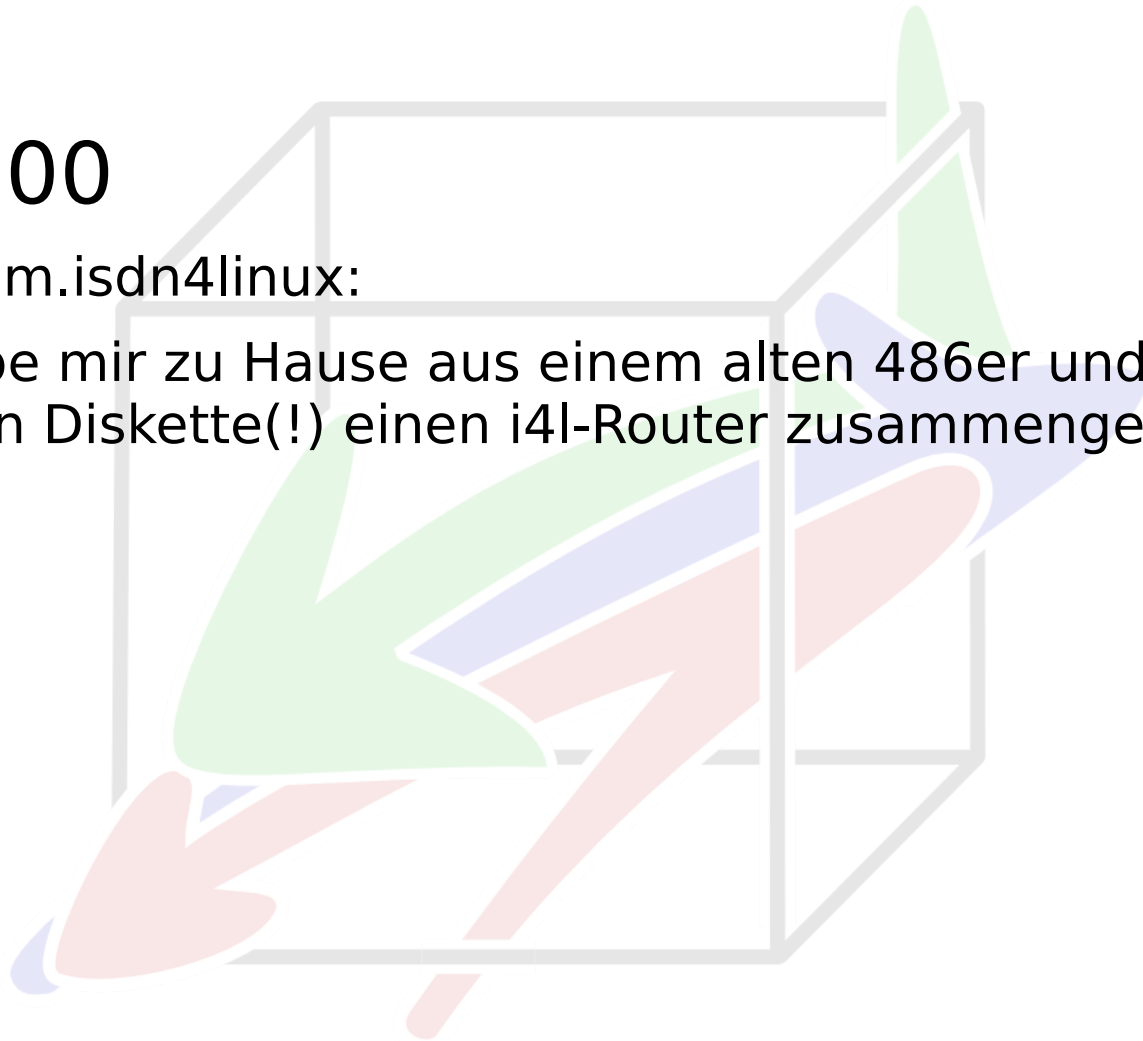 00
m.isdn4linux:
be mir zu Hause aus einem alten 486er und
n Diskette(!) einen i4l-Router zusammenge